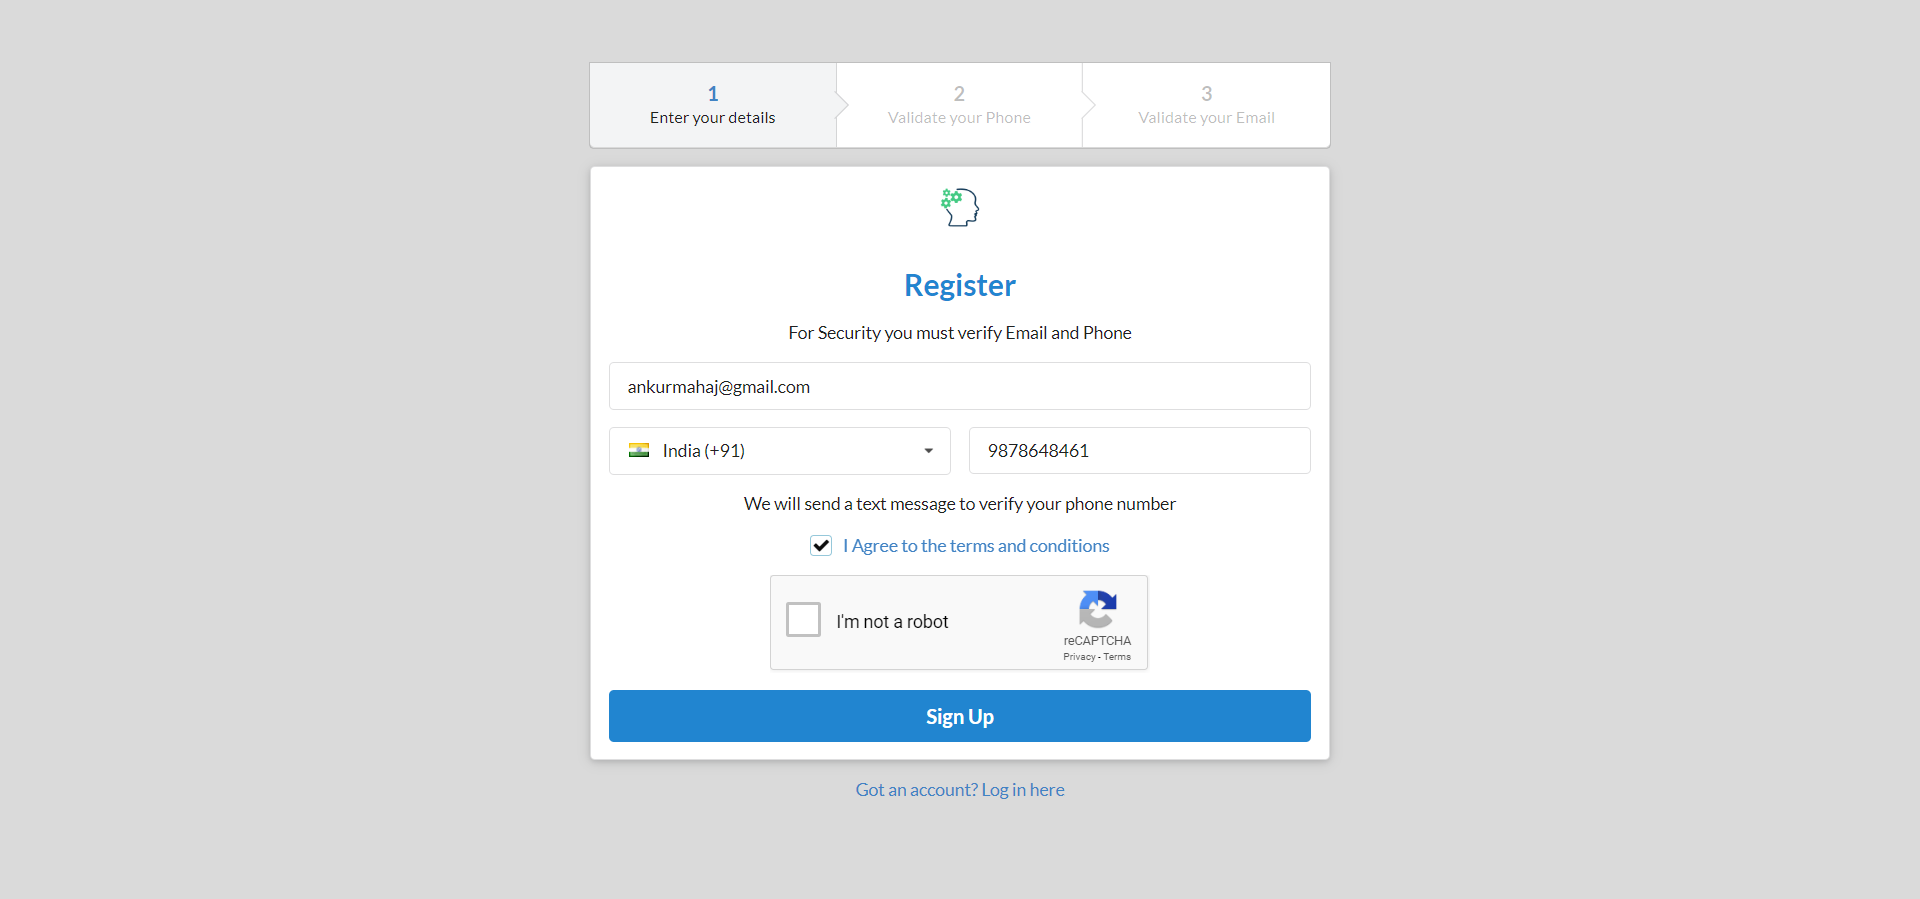 1
Enter your details
2
Validate your Phone
3
Validate your Email
Register
For Security you must verify Email and Phone
ankurmahaj@gmail.com
India (+91)
9878648461
We will send a text message to verify your phone number
I Agree to the terms and conditions
I'm not a robot
reCAPTCHA
Privacy - Terms
Sign Up
Got an account? Log in here